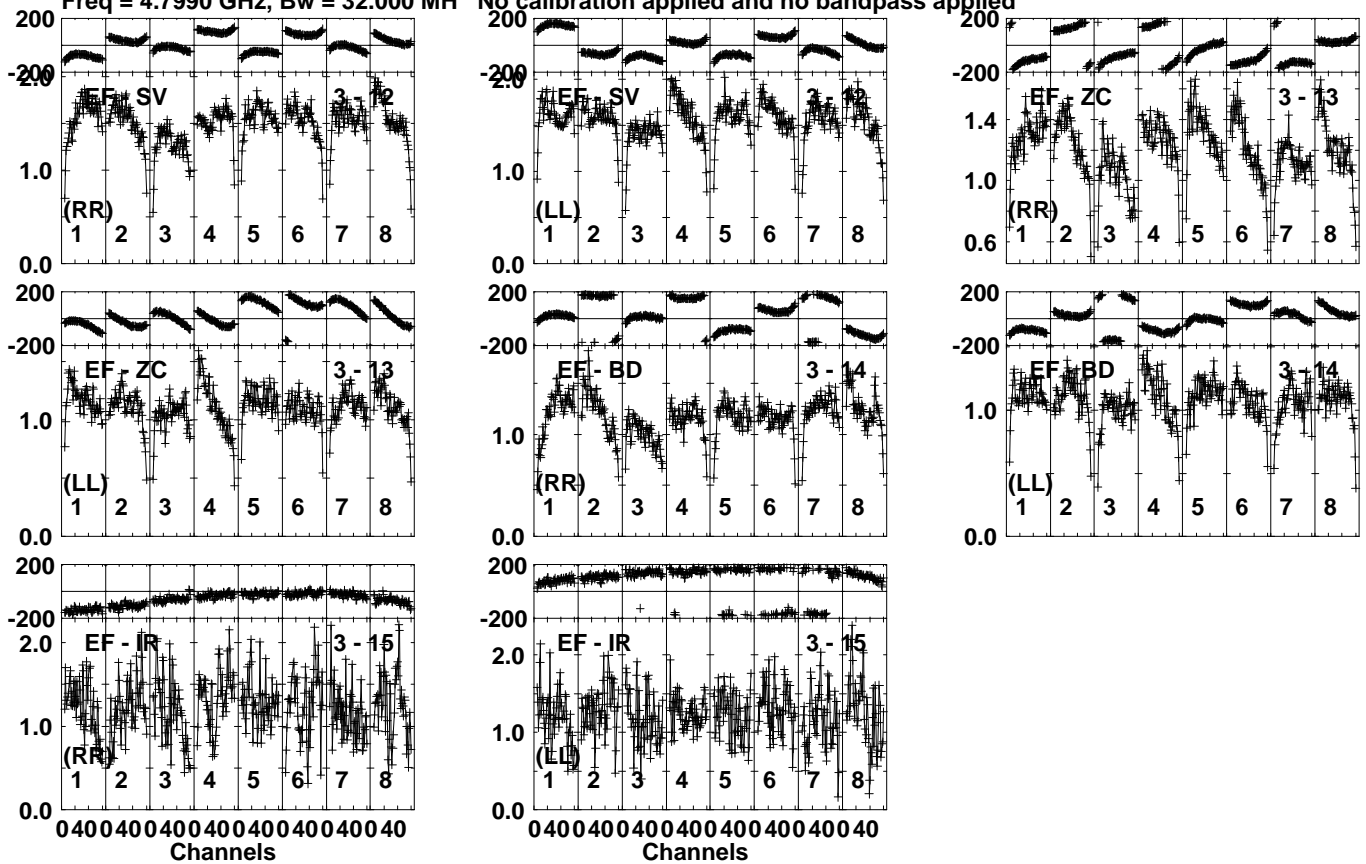 Freq = 4.7990 GHz, Bw = 32.000 MH No calibration applied and no bandpass applied
200
-200
2.0
1.0
0.0
EF - SV
3 - 12
(RR)
1 2 3 4 5 6 7 8
200
-200
2.0
1.0
0.0
EF - SV
3 - 12
(LL)
1 2 3 4 5 6 7 8
200
-200
1.4
1.0
0.6
EF - ZC
3 - 13
(RR)
1 2 3 4 5 6 7 8
200
-200
1.0
0.0
EF - ZC
3 - 13
(LL)
1 2 3 4 5 6 7 8
200
-200
1.0
0.0
EF - BD
3 - 14
(RR)
1 2 3 4 5 6 7 8
200
-200
1.0
0.0
EF - BD
3 - 14
(LL)
1 2 3 4 5 6 7 8
200
-200
2.0
1.0
0.0
EF - IR
3 - 15
(RR)
1 2 3 4 5 6 7 8
0 40 0 40 0 40 0 40 0 40 0 40 0 40 0 40
Channels
200
-200
2.0
1.0
0.0
EF - IR
3 - 15
(LL)
1 2 3 4 5 6 7 8
0 40 0 40 0 40 0 40 0 40 0 40 0 40 0 40
Channels